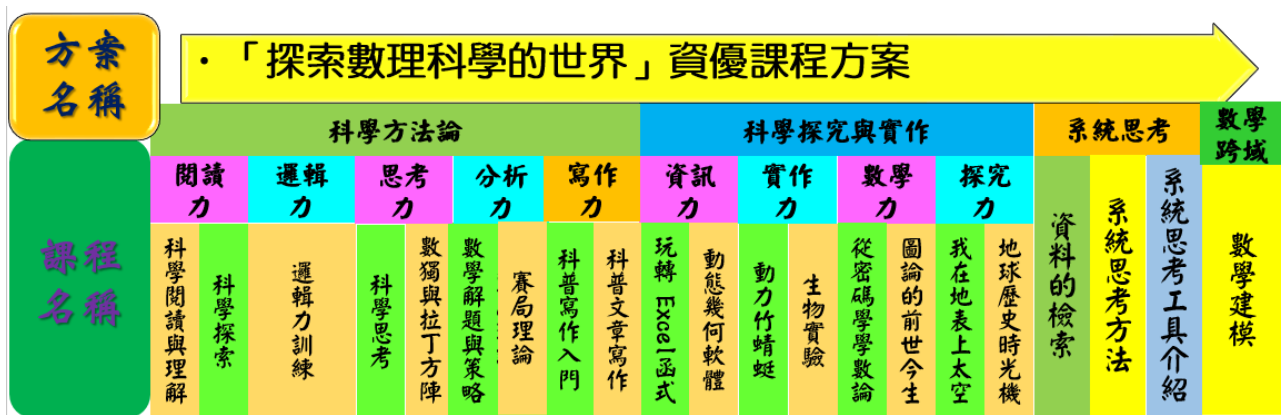 方案
名稱
·「探索數理科學的世界」資優課程方案
科學方法論
科學探究與實作
系統思考
數學
跨域
閱讀
力
邏輯
力
思考
力
分析
力
寫作
力
資訊
力
實作
力
數學
力
探究
力
課程
名稱
科學閱讀與理解
科學探索
邏輯力訓練
科學思考
數獨與拉丁方陣
數學解題與策略
賽局理論
科普寫作入門
科普文章寫作
玩轉 Excel函式
動態幾何軟體
動力竹蜻蜓
生物實驗
從密碼學學數論
圖論的前世今生
我在地表上太空
地球歷史時光機
資料的檢索
系統思考方法
系統思考工具介紹
數學建模